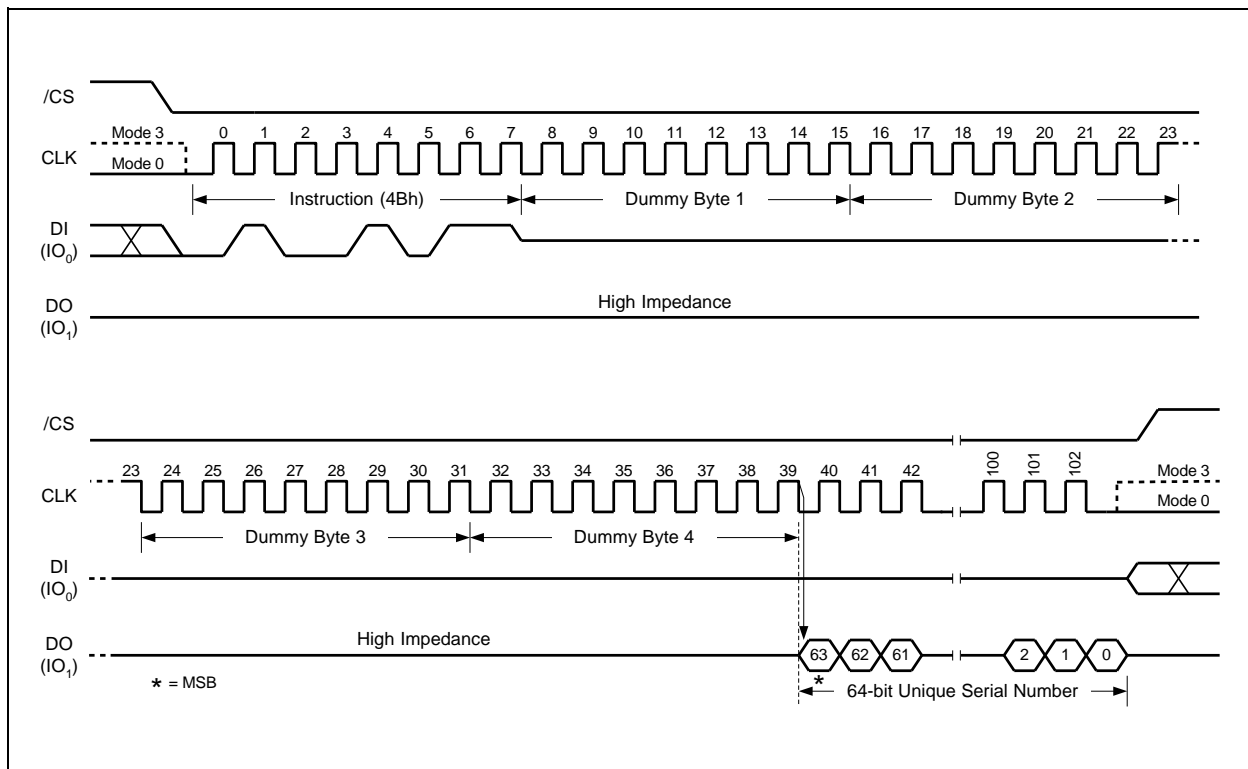 /CS
Mode 3 0 1 2 3 4 5 6 7 8 9 10 11 12 13 14 15 16 17 18 19 20 21 22 23
CLK
Mode 0
Instruction (4Bh) Dummy Byte 1 Dummy Byte 2
DI
(IO0)
High Impedance
DO
(IO1)
/CS
23 24 25 26 27 28 29 30 31 32 33 34 35 36 37 38 39 40 41 42 100 101 102 Mode 3
CLK
Mode 0
Dummy Byte 3 Dummy Byte 4
DI
(IO0)
High Impedance
DO
(IO1)
63 62 61 2 1 0
* = MSB
*
64-bit Unique Serial Number